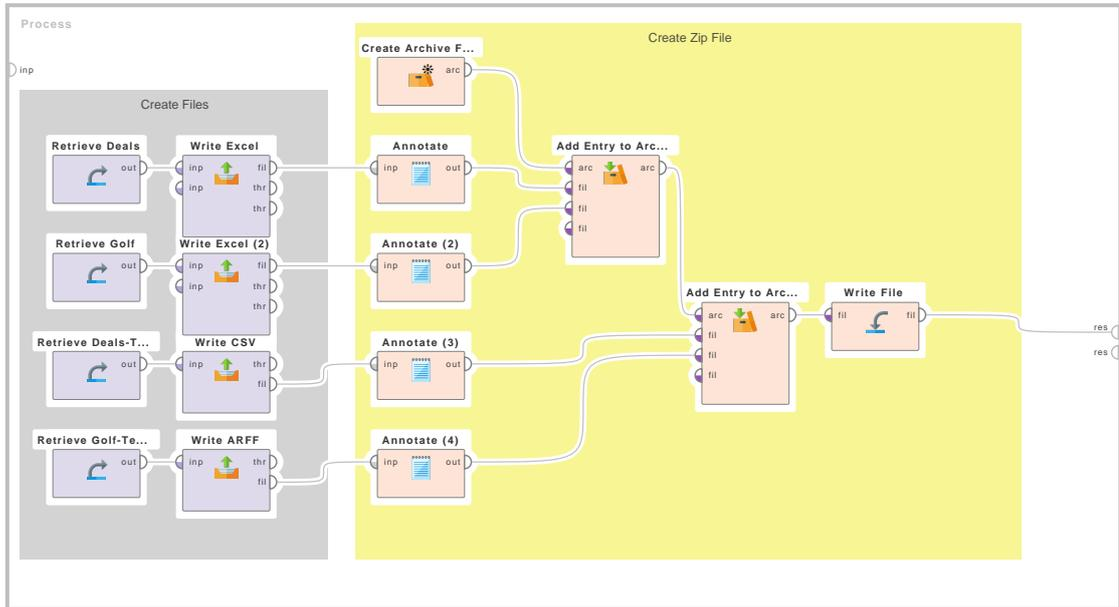 Process
Create Zip File
Create Archive F...
arc
inp
Create Files
Retrieve Deals
out
Write Excel
inp
fil
inp
thr
thr
Annotate
inp
out
Add Entry to Arc...
arc
arc
fil
fil
fil
Retrieve Golf
out
Write Excel (2)
inp
fil
inp
thr
thr
Annotate (2)
inp
out
Add Entry to Arc...
arc
arc
fil
fil
fil
Write File
fil
fil
res
res
Retrieve Deals-T...
out
Write CSV
inp
thr
fil
Annotate (3)
inp
out
Retrieve Golf-Te...
out
Write ARFF
inp
thr
fil
Annotate (4)
inp
out